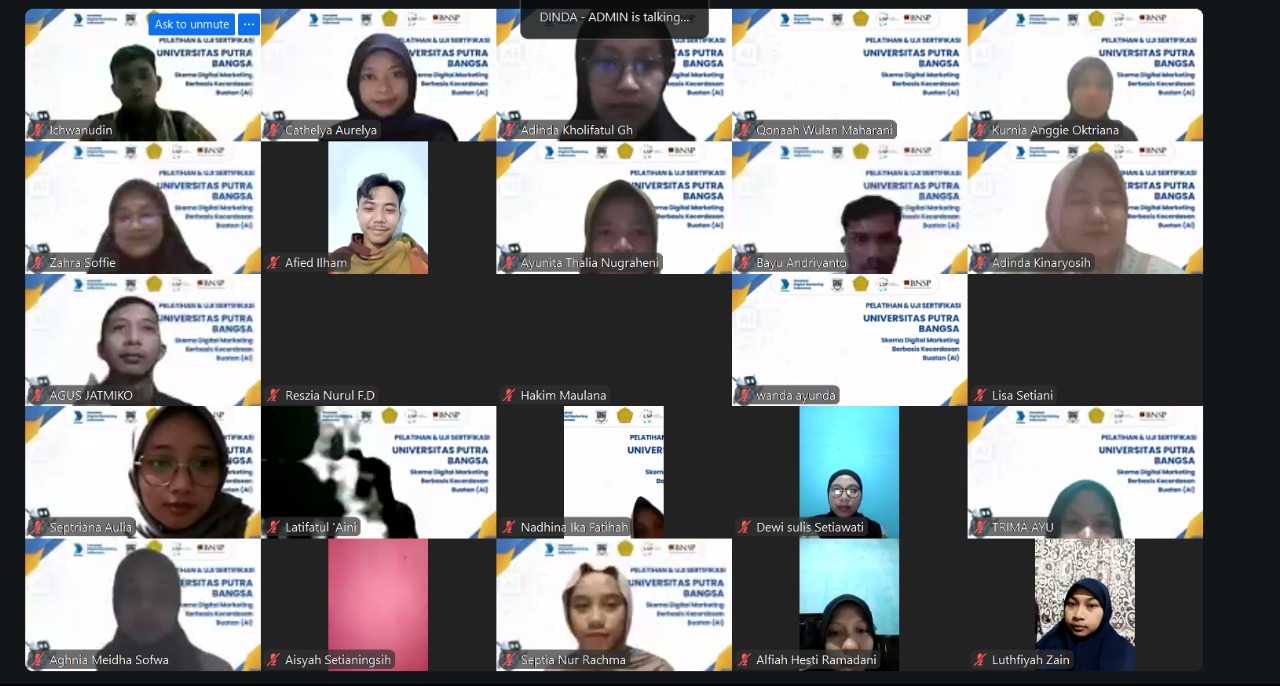 DINDA - ADMIN is talking...
Ask to unmute
PELATIHAN & UJI SERTIFIKASI
UNIVERSITAS PUTRA
BANGSA
Skema Digital Marketing
Berbasis Kecerdasan
Buatan (AI)
BNSP
Ichwanudin
Cathelya Aurelya
Adinda Kholifatul Gh
Qonaah Wulan Maharani
Kurnia Anggie Oktriana
Zahra Soffie
Afied Ilham
Ayunita Thalia Nugraheni
Bayu Andriyanto
Adinda Kinaryosih
AGUS JATMIKO
Reszia Nurul F.D
Hakim Maulana
wanda ayunda
Lisa Setiani
Septriana Aulia
Latifatul 'Aini
Nadhina Ika Fatihah
Dewi sulis Setiawati
TRIMA AYU
Aghnia Meidha Sofwa
Aisyah Setianingsih
Septia Nur Rachma
Alfiah Hesti Ramadani
Luthfiyah Zain